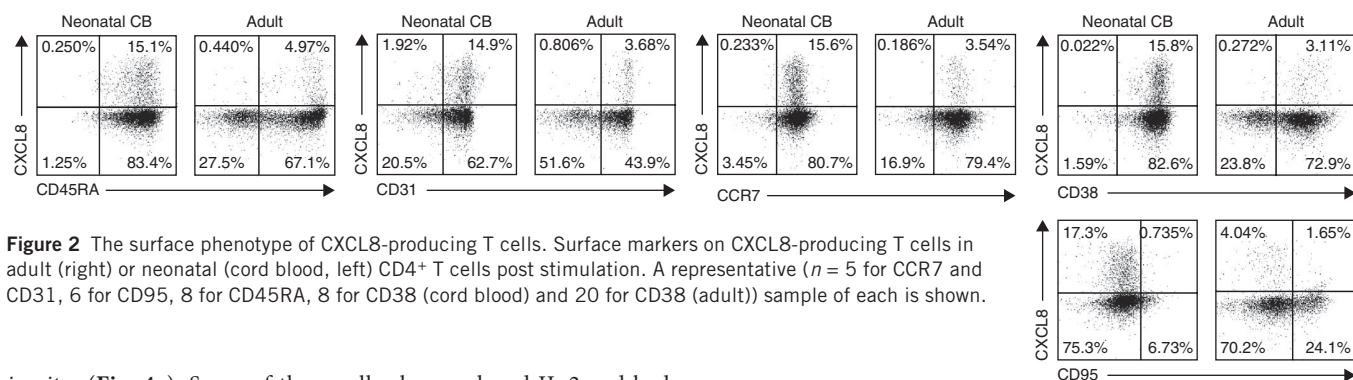 Neonatal CB Adult Neonatal CB Adult Neonatal CB Adult Neonatal CB Adult
0.250% 15.1% 0.440% 4.97% 1.92% 14.9% 0.806% 3.68% 0.233% 15.6% 0.186% 3.54% 0.022% 15.8% 0.272% 3.11%
CXCL8 CXCL8 CXCL8 CXCL8
1.25% 83.4% 27.5% 67.1% 20.5% 62.7% 51.6% 43.9% 3.45% 80.7% 16.9% 79.4% 1.59% 82.6% 23.8% 72.9%
CD45RA CD31 CCR7 CD38
17.3% 0.735% 4.04% 1.65%
CXCL8
75.3% 6.73% 70.2% 24.1%
CD95
Figure 2 The surface phenotype of CXCL8-producing T cells. Surface markers on CXCL8-producing T cells in
adult (right) or neonatal (cord blood, left) CD4+ T cells post stimulation. A representative (n = 5 for CCR7 and
CD31, 6 for CD95, 8 for CD45RA, 8 for CD38 (cord blood) and 20 for CD38 (adult)) sample of each is shown.